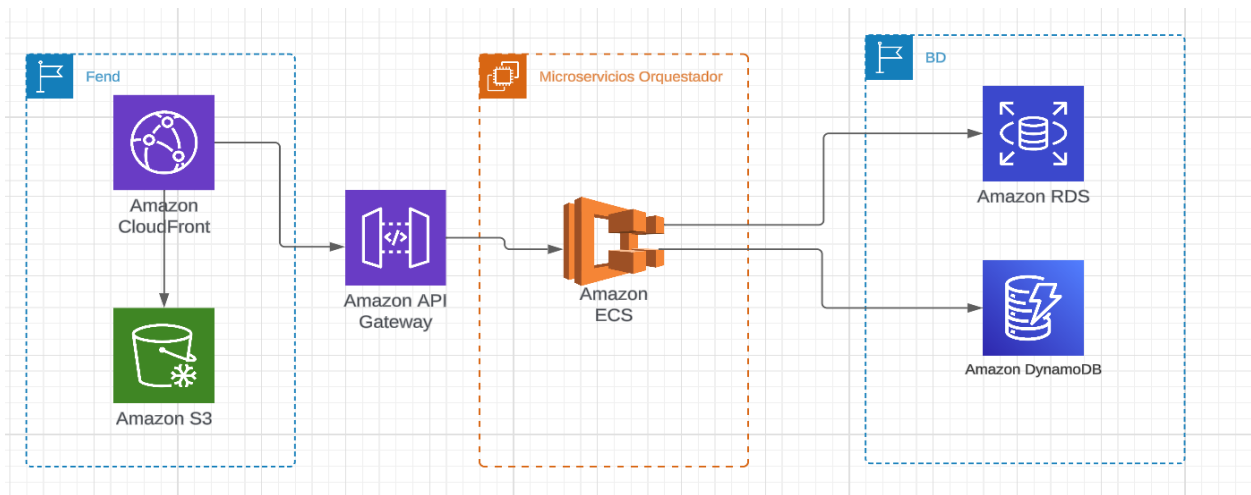 Fend
Amazon
CloudFront
Amazon S3
Amazon API
Gateway
Microservicios Orquestador
Amazon
ECS
BD
Amazon RDS
Amazon DynamoDB